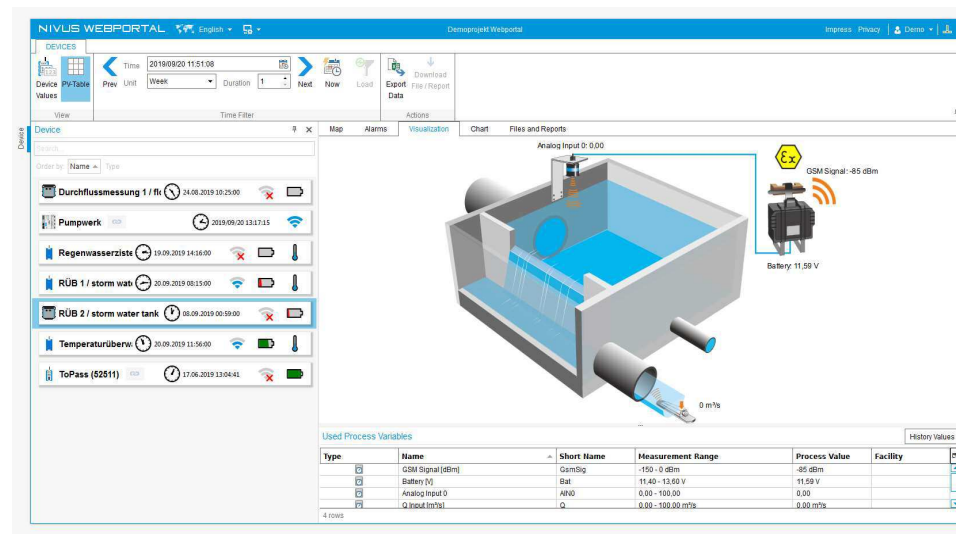 NIVUS WEBPORTAL English Demoprojekt Webportal Impress Privacy Demo
DEVICES
Time 2019/09/20 11:51:08
Device Values PV-Table Prev Unit Week Duration 1 Next Now Load Export Data Download File / Report
View Time Filter Actions
Device
Device
Map Alarms Visualization Chart Files and Reports
Search...
Order by: Name Type
Durchflussmessung 1 / flo 24.08.2019 10:25:00
Pumpwerk 2019/09/20 13:17:15
Regenwasserziste 19.09.2019 14:16:00
RÜB 1 / storm wate 20.09.2019 08:15:00
RÜB 2 / storm water tank 08.09.2019 00:59:00
Temperaturüberw. 20.09.2019 11:56:00
ToPass (52511) 17.06.2019 13:04:41
Analog Input 0: 0,00
εx
GSM Signal: -85 dBm
Battery: 11,59 V
0 m³/s
Used Process Variables
History Values
Type Name Short Name Measurement Range Process Value Facility
GSM Signal [dBm] GsmSig -150 - 0 dBm -85 dBm
Battery [V] Bat 11,40 - 13,60 V 11,59 V
Analog Input 0 AIN0 0,00 - 100,00 0,00
Q Input [m³/s] Q 0,00 - 100,00 m³/s 0,00 m³/s
4 rows